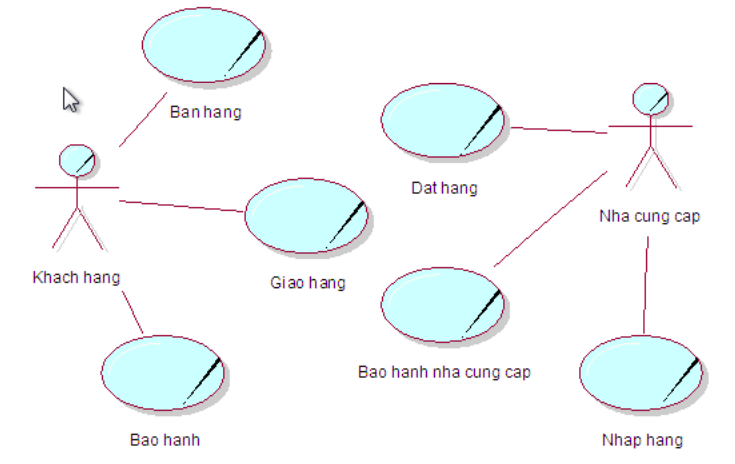 Ban hang
Dat hang
Nha cung cap
Khach hang
Giao hang
Bao hanh nha cung cap
Bao hanh
Nhap hang